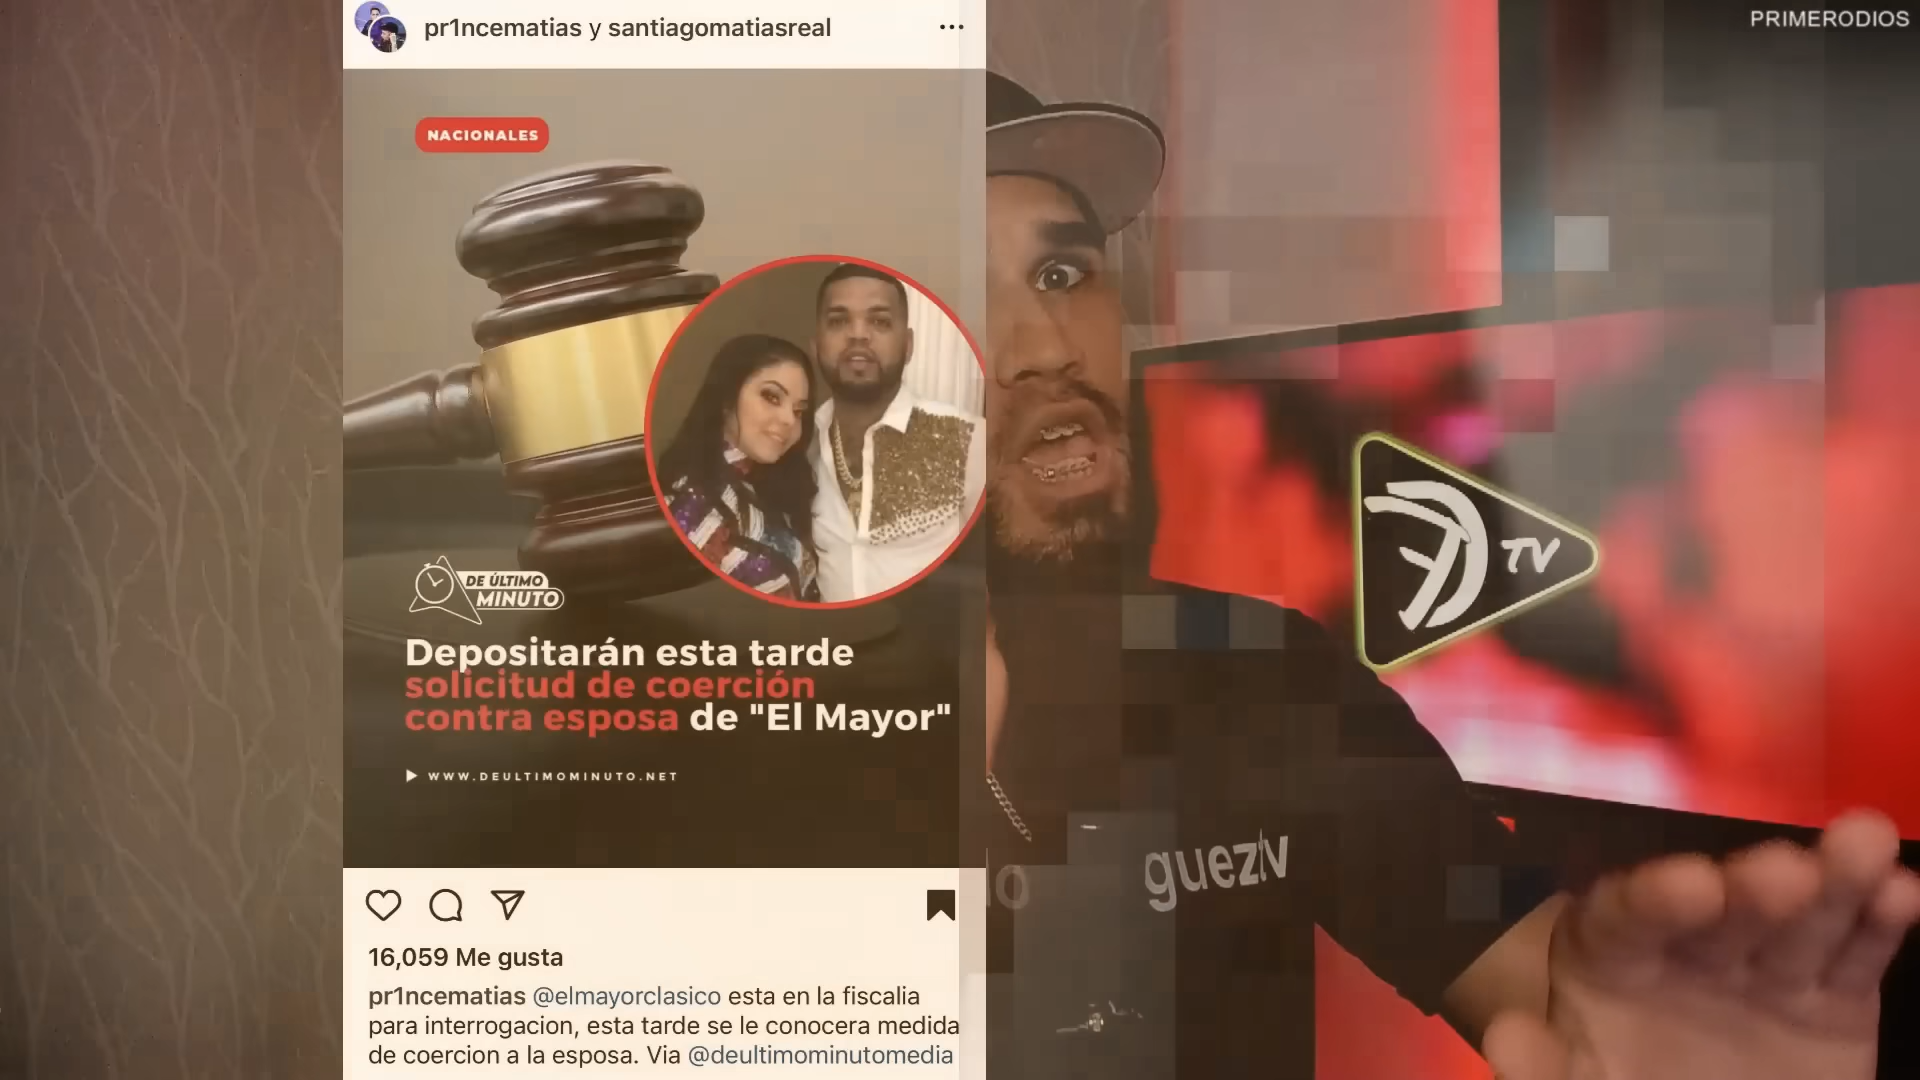 pr1ncematias y santiagomatiasreal
PRIMERODIOS
NACIONALES
DE ÚLTIMO
MINUTO
Depositarán esta tarde
solicitud de coerción
contra esposa de "El Mayor"
WWW.DEULTIMOMINUTO.NET
TV
gueztv
16,059 Me gusta
pr1ncematias @elmayorclasico esta en la fiscalia
para interrogacion, esta tarde se le conocera medida
de coercion a la esposa. Via @deultimominutomedia